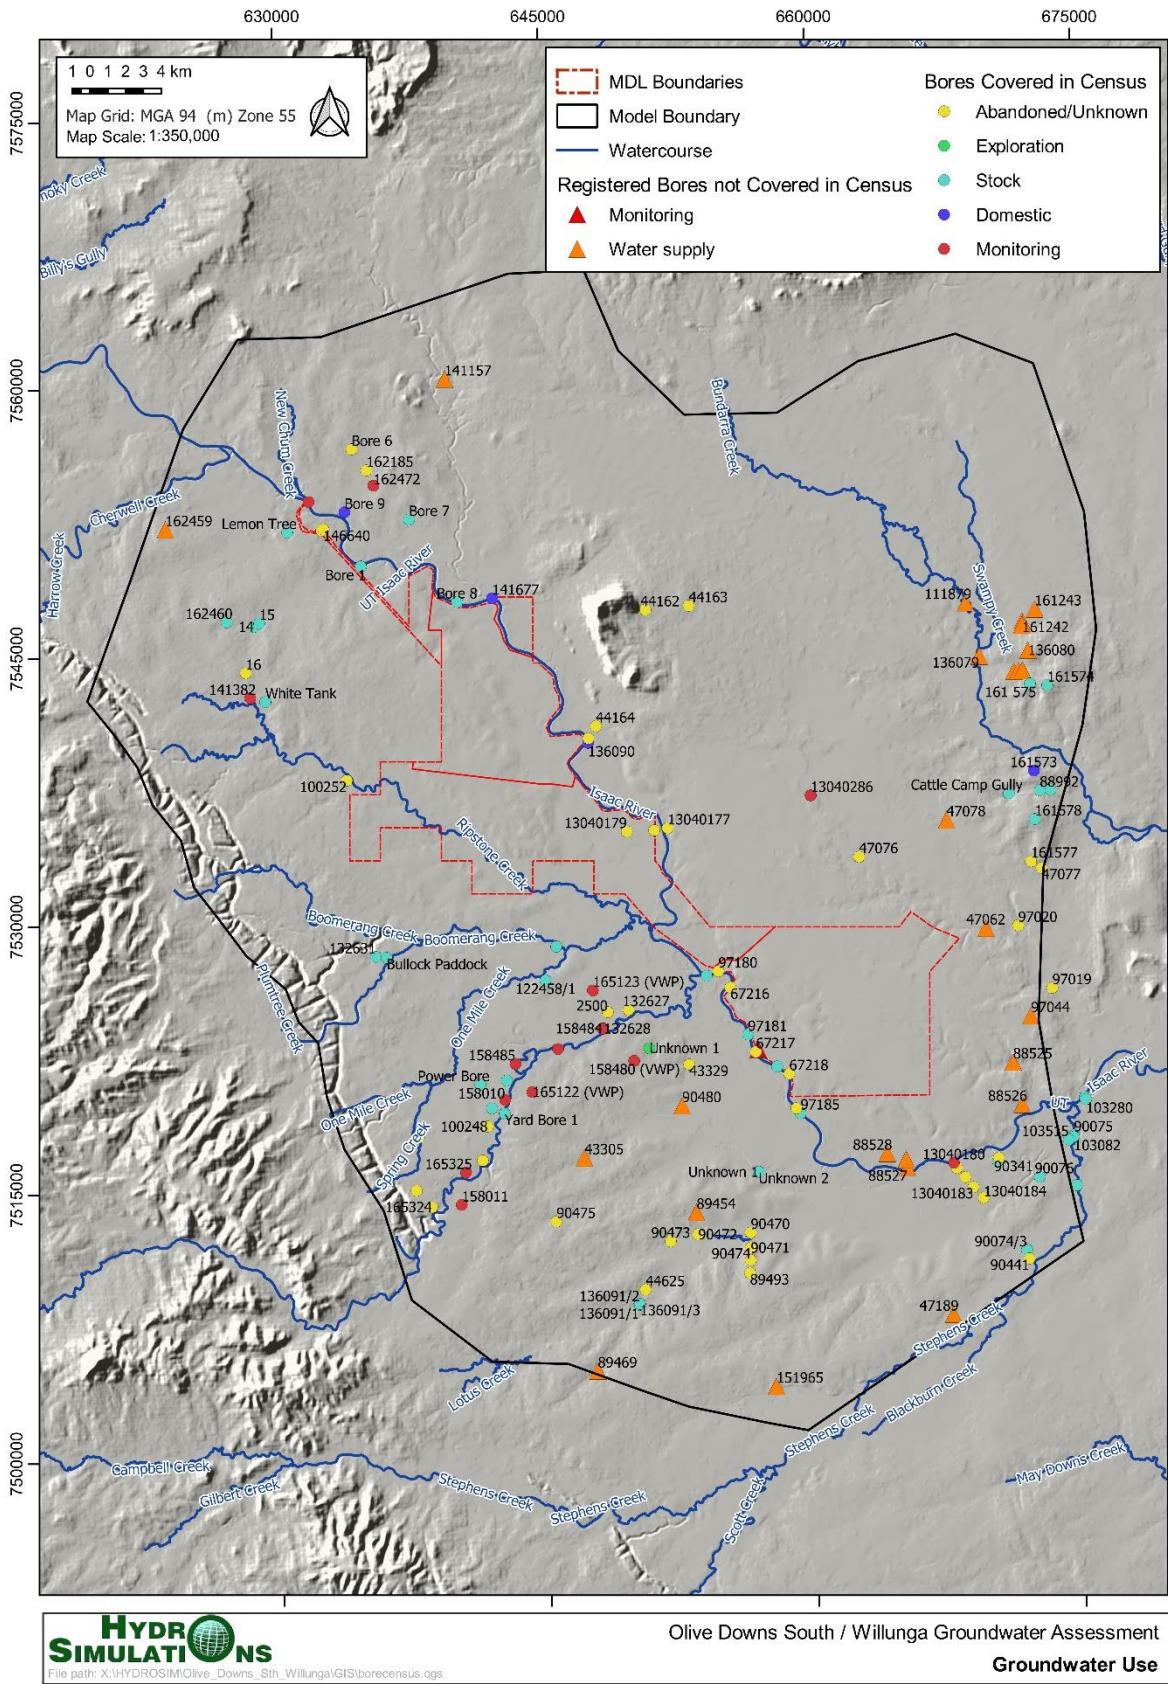 630000
645000
660000
675000
1 0 1 2 3 4 km
Map Grid: MGA 94 (m) Zone 55
Map Scale: 1:350,000
MDL Boundaries
Model Boundary
Watercourse
Registered Bores not Covered in Census
Monitoring
Water supply
Bores Covered in Census
Abandoned/Unknown
Exploration
Stock
Domestic
Monitoring
7575000
7560000
7545000
7530000
7515000
7500000
noky Creek
Billy's Gully
141157
New Chum Creek
Bundarra Creek
Bore 6
162185
162472
Cherwell Creek
Bore 9
Bore 7
162459
Lemon Tree
146640
Harrow Creek
Bore 1
UT Isaac River
Bore 8
141677
44162
44163
Swampy Creek
111879
161243
161242
162460
15
14
136079
136080
16
161574
161 575
141382
White Tank
44164
136090
161573
100252
13040286
Cattle Camp Gully
88992
Isaac River
161578
13040179
13040177
47078
Ripstone Creek
47076
161577
47077
Boomerang Creek
Boomerang Creek
47062
97020
132631
Bullock Paddock
Plumtree Creek
97180
122458/1
165123 (VWP)
67216
97019
One Mile Creek
2500
132627
97044
158484
132628
97181
Unknown 1
67217
158485
158480 (VWP)
43329
67218
88525
Isaac River
Power Bore
165122 (VWP)
158010
90480
88526
UT
103280
One Mile Creek
Yard Bore 1
97185
100248
103515
90075
103082
Spring Creek
43305
88528
13040180
165325
Unknown 1
Unknown 2
88527
90341
90076
165324
158011
13040183
13040184
89454
90475
90473
90472
90470
90474
90471
90074/3
89493
90441
44625
136091/2
136091/1
136091/3
47189
Stephens Creek
89469
Lotus Creek
151965
Blackburn Creek
Stephens Creek
Campbell Creek
Gilbert Creek
Stephens Creek
Stephens Creek
Scott Creek
May Downs Creek
HYDRO
SIMULATIONS
File path: X:\HYDROSIM\Olive_Downs_Sth_Willunga\GIS\borecensus.qgs
Olive Downs South / Willunga Groundwater Assessment
Groundwater Use